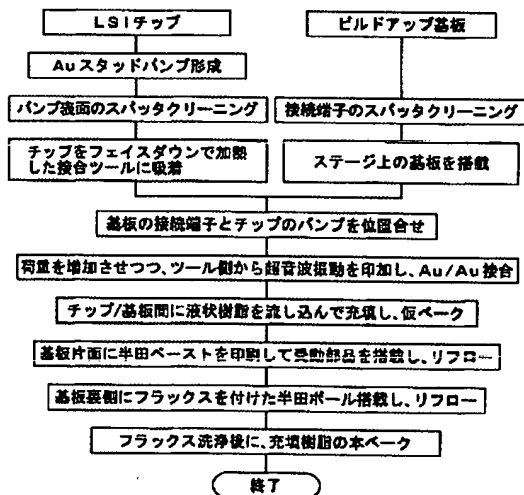 LSIチップ
ビルドアップ基板
Auスタッドバンプ形成
バンプ表面のスパッタクリーニング
接続端子のスパッタクリーニング
チップをフェイスダウンで加熱
した接合ツールに吸着
ステージ上の基板を搭載
基板の接続端子とチップのバンプを位置合せ
荷重を増加させつつ、ツール側から超音波振動を印加し、Au/Au接合
チップ/基板間に液状樹脂を流し込んで充填し、仮ベーク
基板片面に半田ペーストを印刷して受動部品を搭載し、リフロー
基板裏側にフラックスを付けた半田ボール搭載し、リフロー
フラックス洗浄後に、充填樹脂の本ベーク
終了